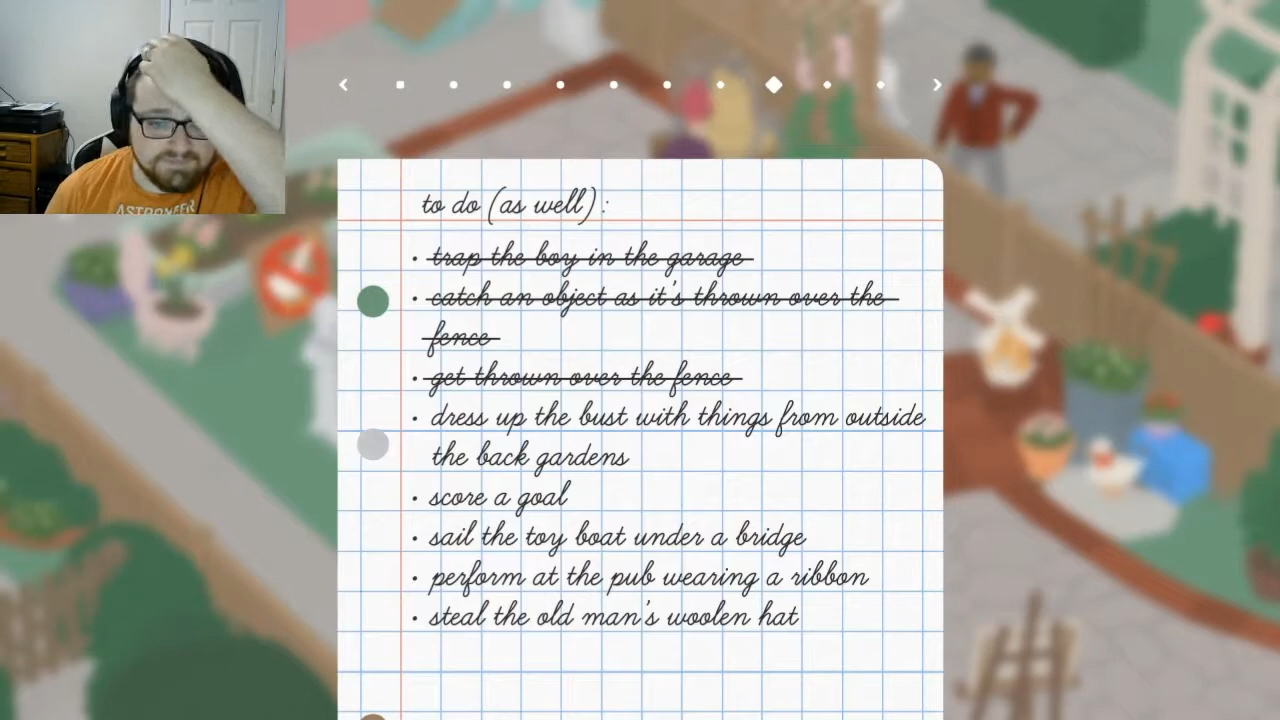 ASTRONEER
to do (as well):
• trap the boy in the garage
• catch an object as it's thrown over the
fence
• get thrown over the fence
• dress up the bust with things from outside
the back gardens
• score a goal
• sail the toy boat under a bridge
• perform at the pub wearing a ribbon
• steal the old man's woolen hat